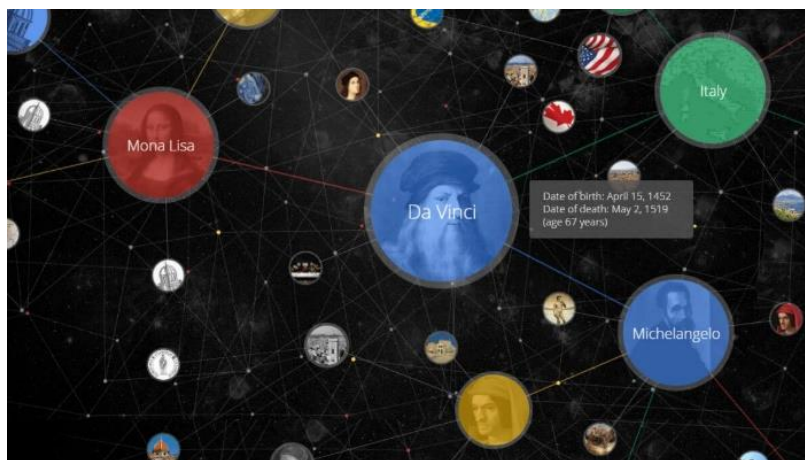 Italy
Mona Lisa
Da Vinci
Date of birth: April 15, 1452
Date of death: May 2, 1519
(age 67 years)
Michelangelo